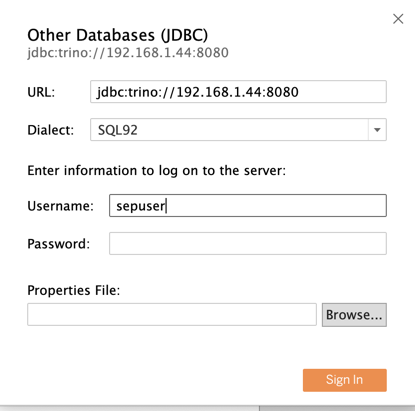 Other Databases (JDBC)
jdbc:trino://192.168.1.44:8080
URL: jdbc:trino://192.168.1.44:8080
Dialect: SQL92
Enter information to log on to the server:
Username: sepuser
Password:
Properties File:
Browse...
Sign In